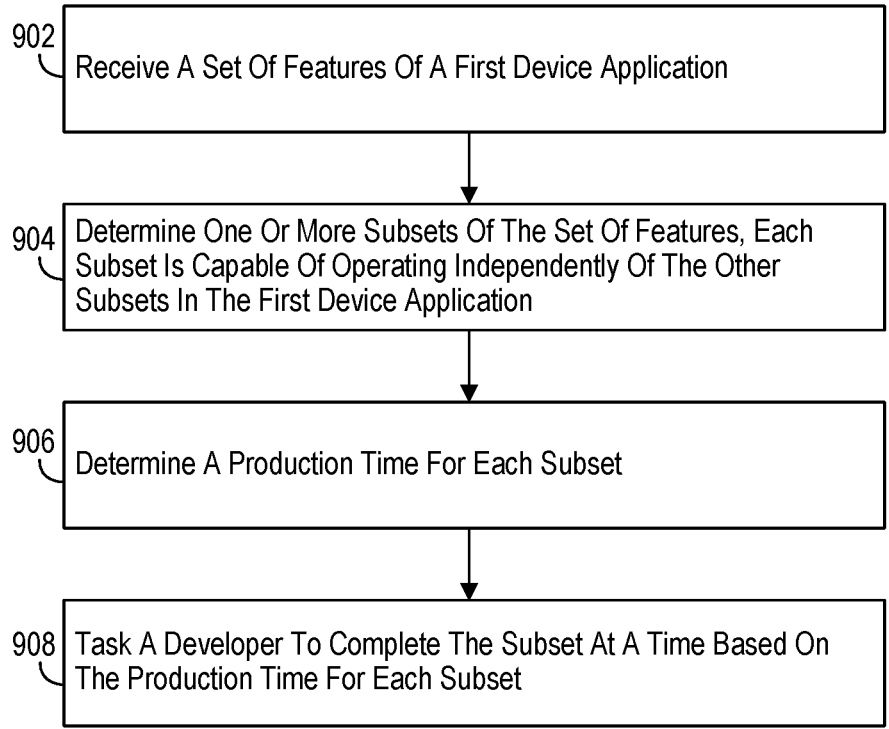 902
Receive A Set Of Features Of A First Device Application
904
Determine One Or More Subsets Of The Set Of Features, Each
Subset Is Capable Of Operating Independently Of The Other
Subsets In The First Device Application
906
Determine A Production Time For Each Subset
908
Task A Developer To Complete The Subset At A Time Based On
The Production Time For Each Subset